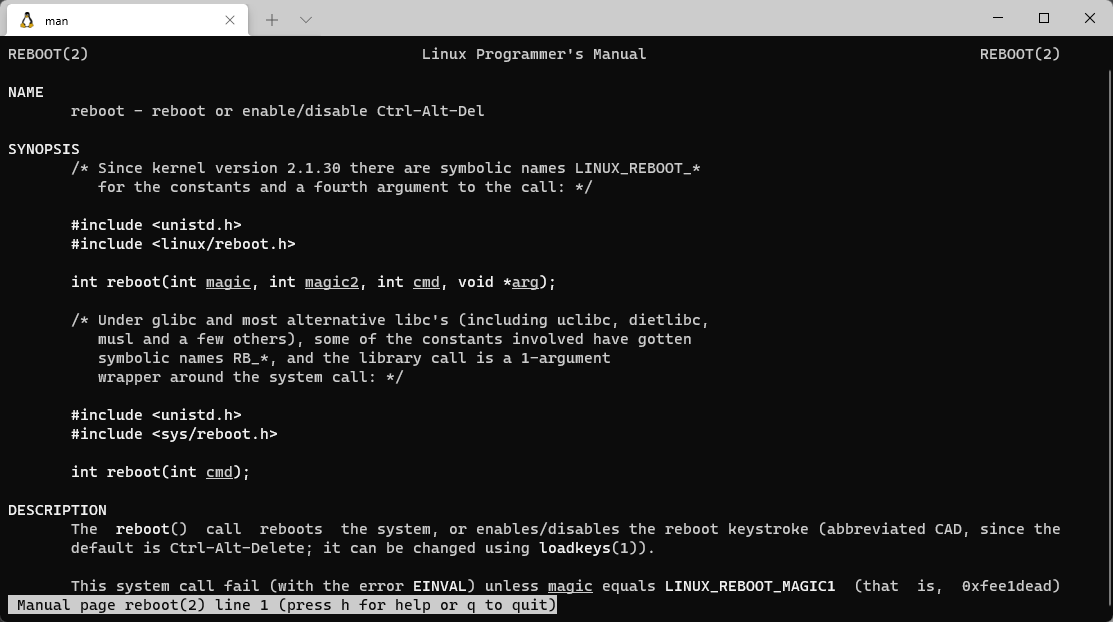 man
REBOOT(2) Linux Programmer's Manual REBOOT(2)
NAME
reboot - reboot or enable/disable Ctrl-Alt-Del
SYNOPSIS
/* Since kernel version 2.1.30 there are symbolic names LINUX_REBOOT_*
for the constants and a fourth argument to the call: */
#include <unistd.h>
#include <linux/reboot.h>
int reboot(int magic, int magic2, int cmd, void *arg);
/* Under glibc and most alternative libc's (including uclibc, dietlibc,
musl and a few others), some of the constants involved have gotten
symbolic names RB_*, and the library call is a 1-argument
wrapper around the system call: */
#include <unistd.h>
#include <sys/reboot.h>
int reboot(int cmd);
DESCRIPTION
The reboot() call reboots the system, or enables/disables the reboot keystroke (abbreviated CAD, since the
default is Ctrl-Alt-Delete; it can be changed using loadkeys(1)).
This system call fail (with the error EINVAL) unless magic equals LINUX_REBOOT_MAGIC1 (that is, 0xfee1dead)
Manual page reboot(2) line 1 (press h for help or q to quit)